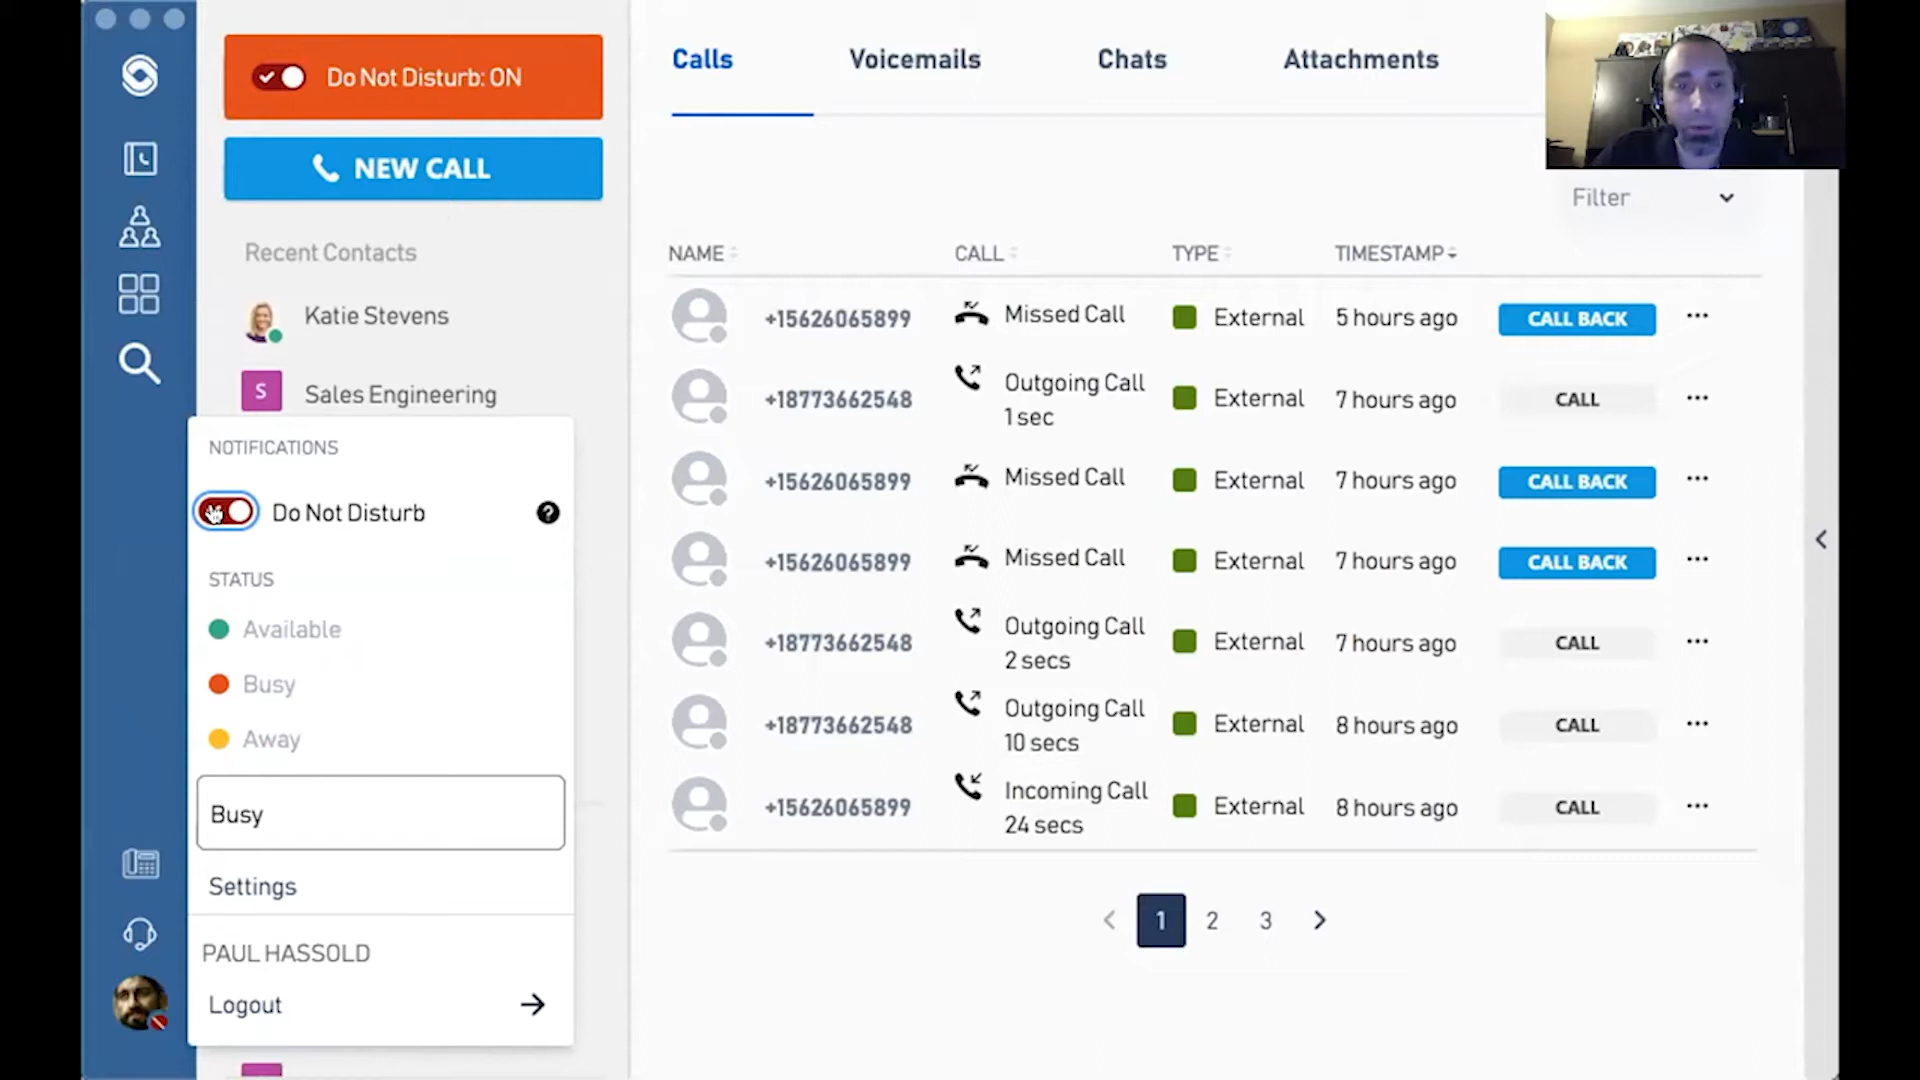 Do Not Disturb: ON
NEW CALL
Recent Contacts
Katie Stevens
S
Sales Engineering
NOTIFICATIONS
Do Not Disturb
?
STATUS
Available
Busy
Away
Busy
Settings
PAUL HASSOLD
Logout
Calls
Voicemails
Chats
Attachments
Filter
NAME CALL TYPE TIMESTAMP
+15626065899 Missed Call External 5 hours ago CALL BACK
+18773662548 Outgoing Call External 7 hours ago CALL
1 sec
+15626065899 Missed Call External 7 hours ago CALL BACK
+15626065899 Missed Call External 7 hours ago CALL BACK
+18773662548 Outgoing Call External 7 hours ago CALL
2 secs
+18773662548 Outgoing Call External 8 hours ago CALL
10 secs
+15626065899 Incoming Call External 8 hours ago CALL
24 secs
1 2 3